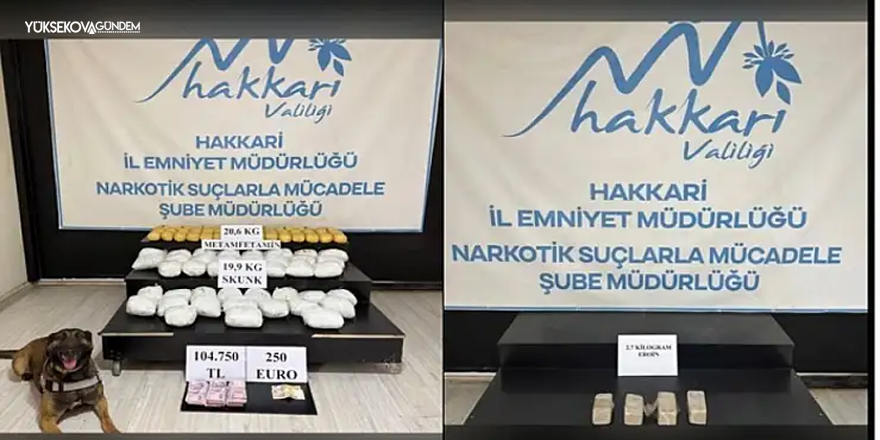 YÜKSEKOVAGÜNDEM
hakkari
Valiliği
HAKKARİ
İL EMNİYET MÜDÜRLÜĞÜ
NARKOTİK SUÇLARLA MÜCADELE
ŞUBE MÜDÜRLÜĞÜ
20,6 KG
METAMFETAMİN
19,9 KG
SKUNK
104.750
TL
250
EURO
hakkari
Valiliği
HAKKARİ
İL EMNİYET MÜDÜRLÜĞÜ
NARKOTİK SUÇLARLA MÜCADELE
ŞUBE MÜDÜRLÜĞÜ
2.7 KİLOGRAM
EROİN